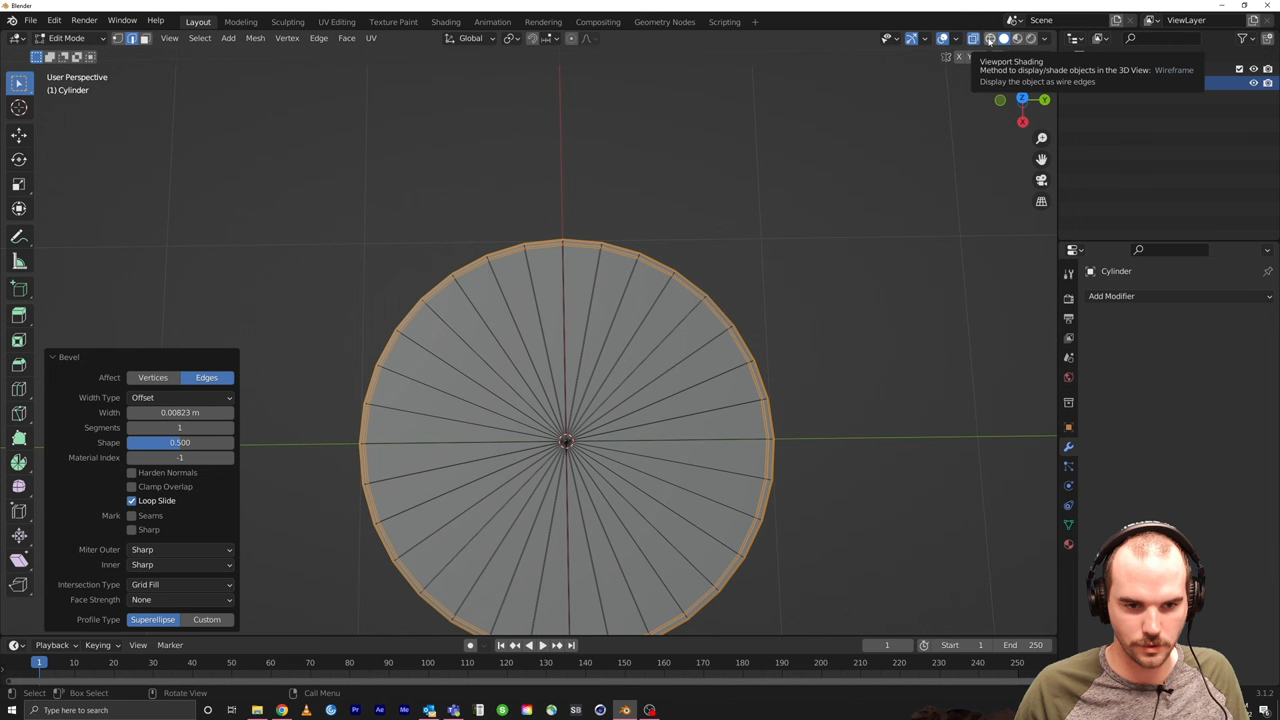 Blender
File Edit Render Window Help Layout Modeling Sculpting UV Editing Texture Paint Shading Animation Rendering Compositing Geometry Nodes Scripting Scene ViewLayer
Edit Mode View Select Add Mesh Vertex Edge Face UV Global
User Perspective
(1) Cylinder
X
Viewport Shading
Method to display/shade objects in the 3D View: Wireframe
Display the object as wire edges
Z Y
X
Cylinder
Add Modifier
Bevel
Affect Vertices Edges
Width Type Offset
Width 0.00823 m
Segments 1
Shape 0.500
Material Index -1
Harden Normals
Clamp Overlap
Loop Slide
Mark Seams
Sharp
Miter Outer Sharp
Inner Sharp
Intersection Type Grid Fill
Face Strength None
Profile Type Superellipse Custom
Playback Keying View Marker 1 Start 1 End 250
1 10 20 30 40 50 60 70 80 90 100 110 120 130 140 150 160 170 180 190 200 210 220 230 240 250
Select Box Select Rotate View Call Menu 3.1.2
Type here to search Pr Ae Me